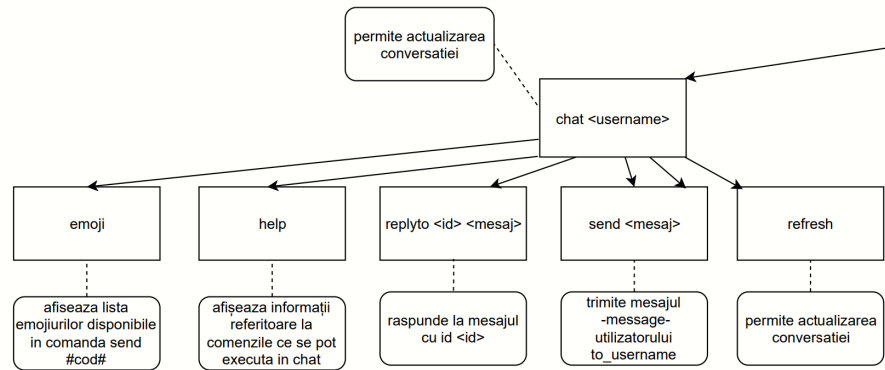 permite actualizarea
conversatiei
chat <username>
emoji
help
replyto <id> <mesaj>
send <mesaj>
refresh
afiseaza lista
emojiurilor disponibile
in comanda send
#cod#
afișeaza informații
referitoare la
comenzile ce se pot
executa in chat
raspunde la mesajul
cu id <id>
trimite mesajul
-message-
utilizatorului
to_username
permite actualizarea
conversatiei